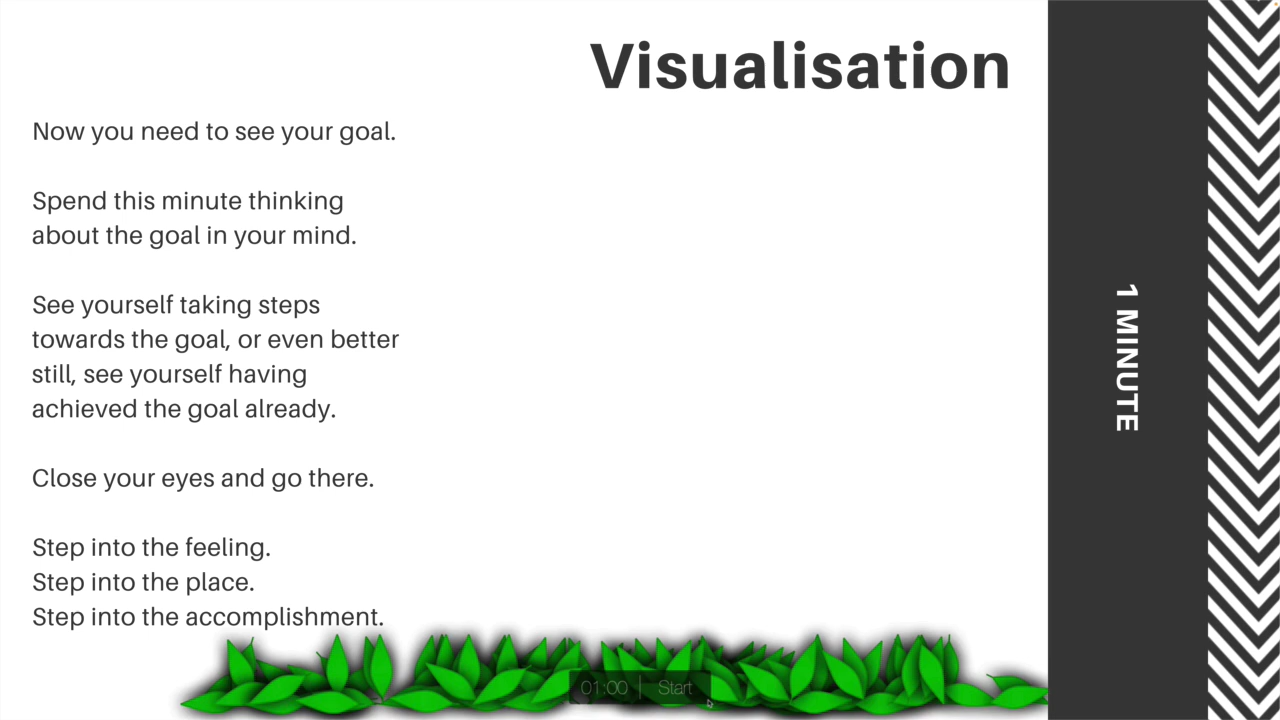 Visualisation
Now you need to see your goal.
Spend this minute thinking
about the goal in your mind.
See yourself taking steps
towards the goal, or even better
still, see yourself having
achieved the goal already.
Close your eyes and go there.
Step into the feeling.
Step into the place.
Step into the accomplishment.
01:00 | Start
1 MINUTE